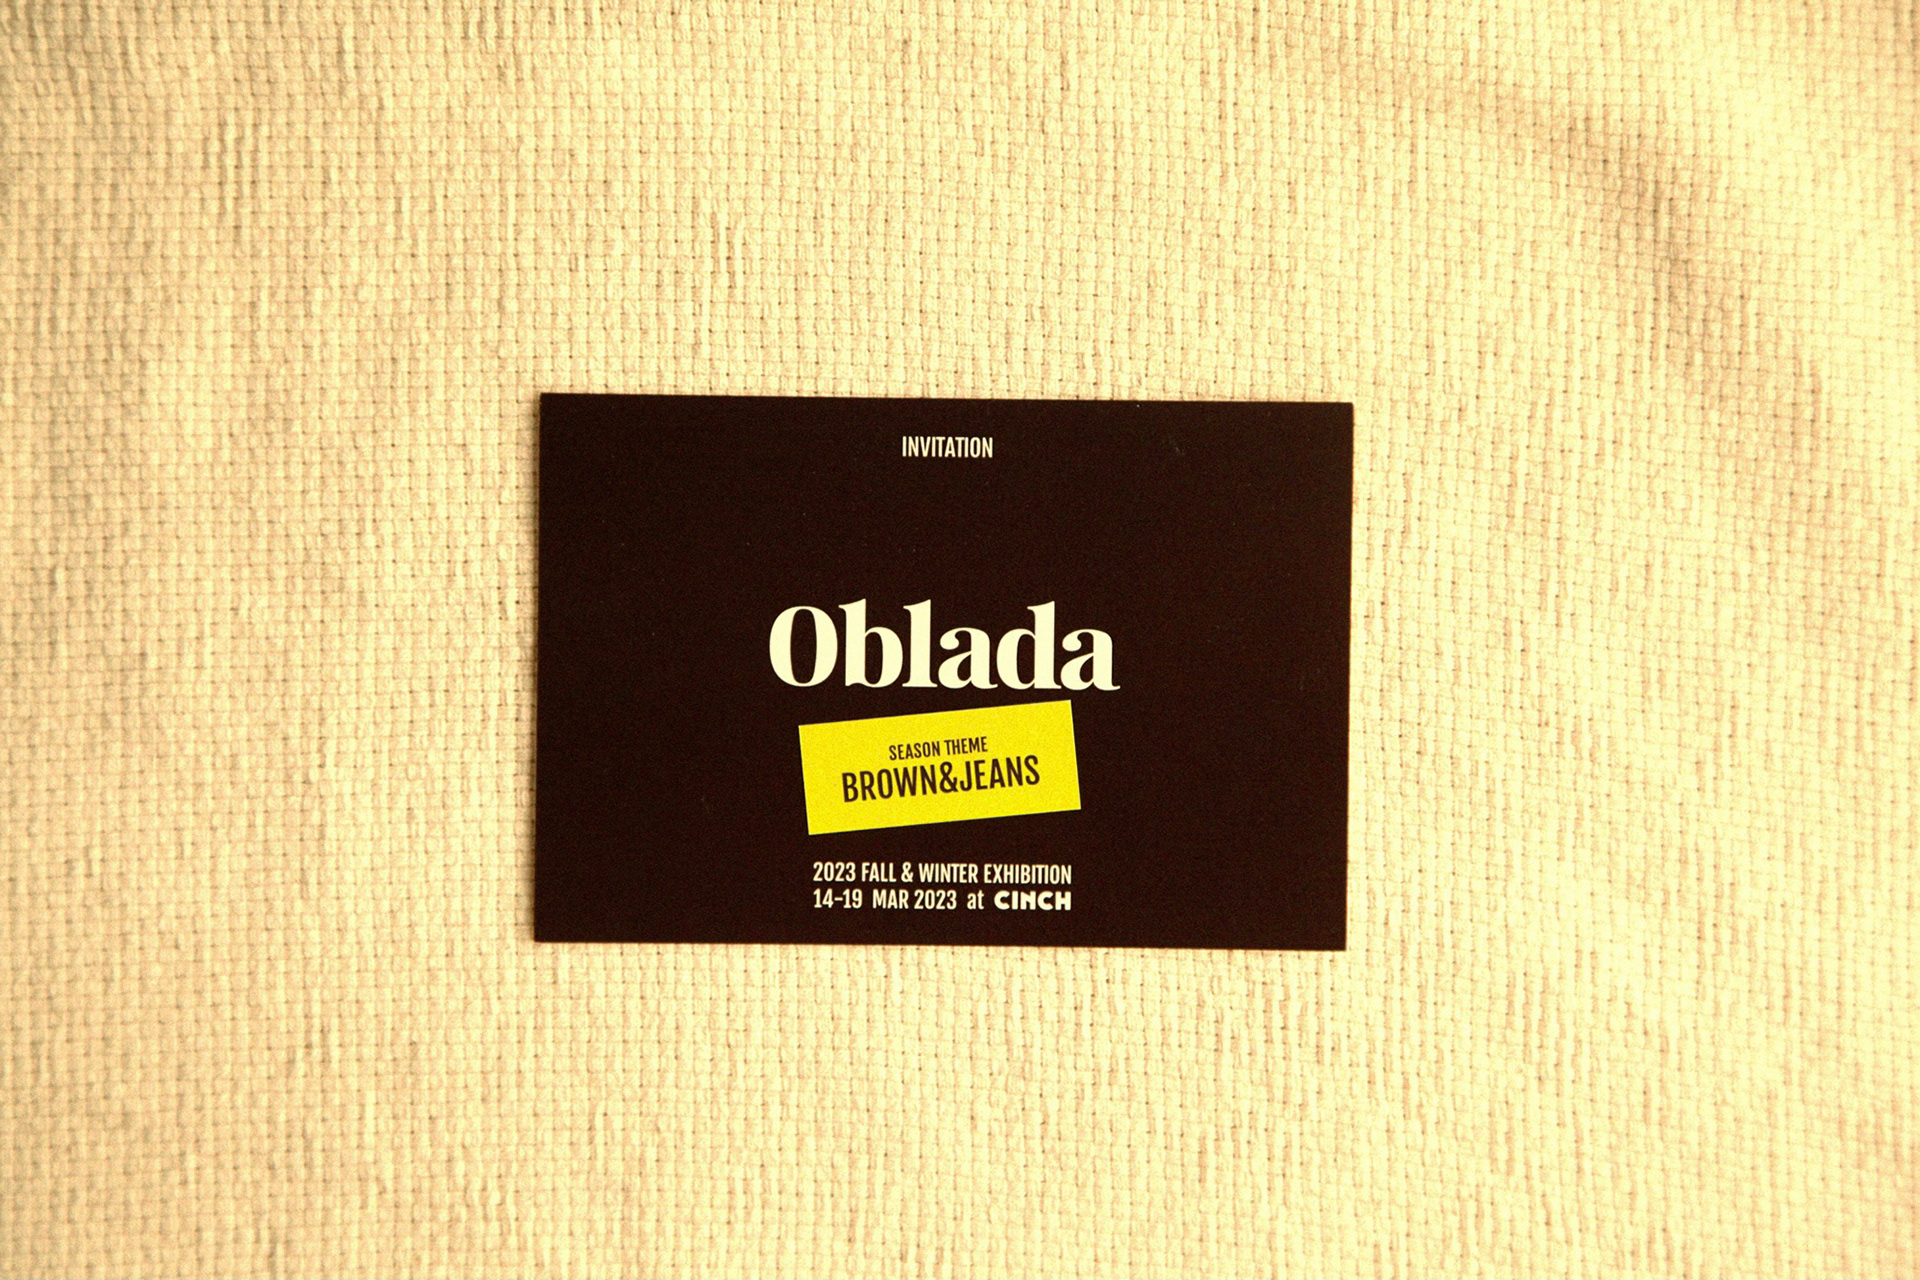 INVITATION
Oblada
SEASON THEME
BROWN&JEANS
2023 FALL & WINTER EXHIBITION
14-19 MAR 2023 at CINCH